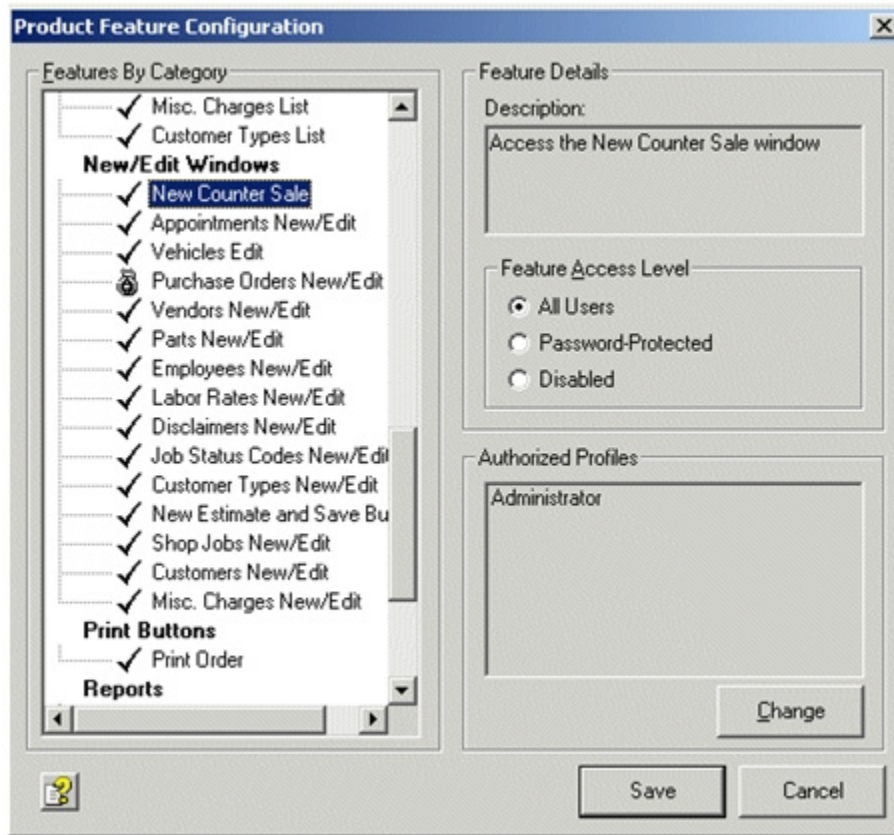 Product Feature Configuration
Features By Category
Misc. Charges List
Customer Types List
New/Edit Windows
New Counter Sale
Appointments New/Edit
Vehicles Edit
Purchase Orders New/Edit
Vendors New/Edit
Parts New/Edit
Employees New/Edit
Labor Rates New/Edit
Disclaimers New/Edit
Job Status Codes New/Edit
Customer Types New/Edit
New Estimate and Save Bu
Shop Jobs New/Edit
Customers New/Edit
Misc. Charges New/Edit
Print Buttons
Print Order
Reports
Feature Details
Description:
Access the New Counter Sale window
Feature Access Level
All Users
Password-Protected
Disabled
Authorized Profiles
Administrator
Change
Save
Cancel